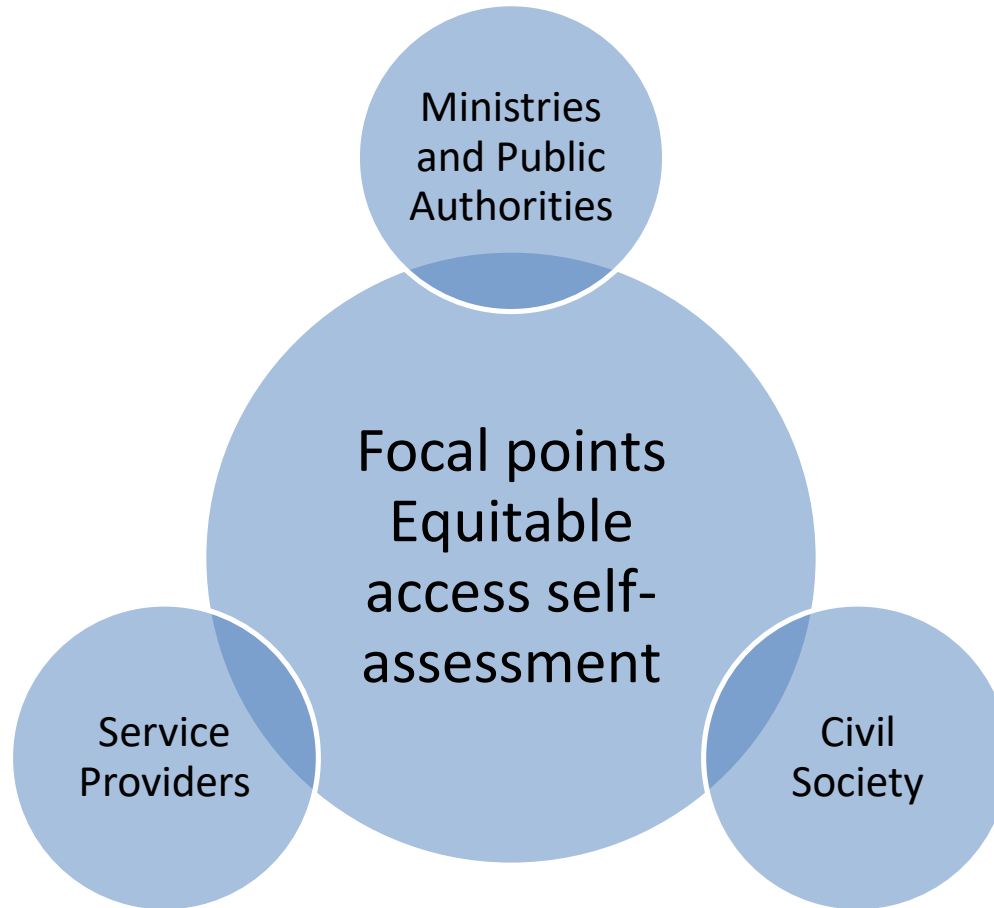 Ministries
and Public
Authorities
Focal points
Equitable
access self-
assessment
Service
Providers
Civil
Society